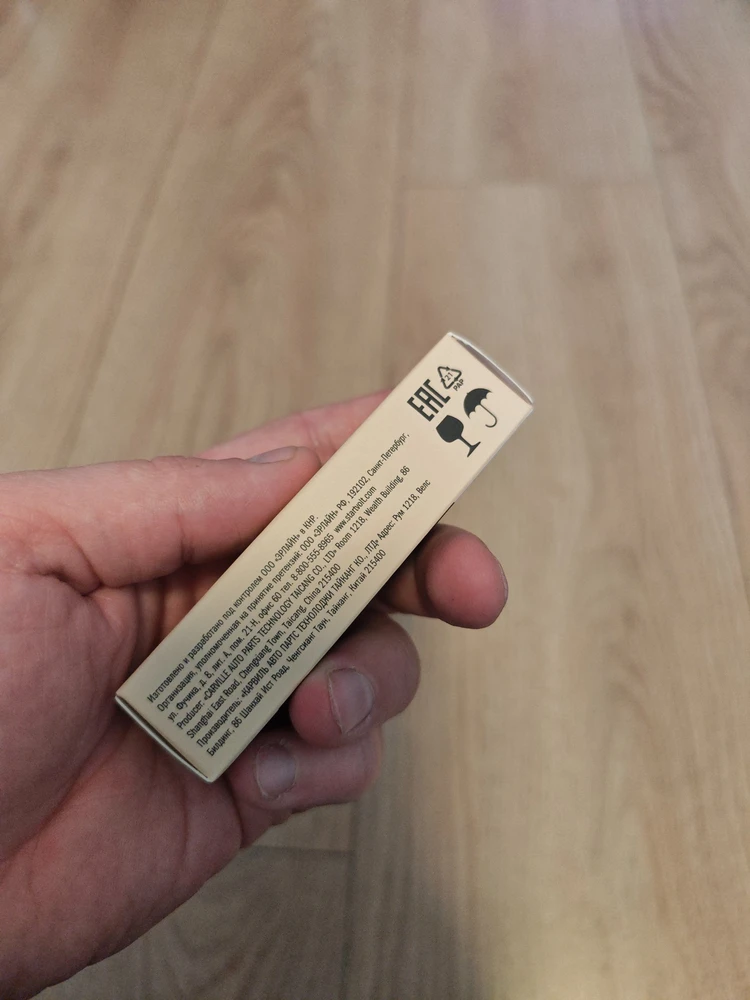 Изготовлено и разработано под контролем ООО «ЭРЛАЙН» в КНР.
Организация, уполномоченная на принятие претензий: ООО «ЭРЛАЙН» РФ, 192102, Санкт-Петербург,
ул. Фучика, д. 8, лит. А, пом. 21-Н, офис 60 тел. 8-800-555-8965 www.starbolt.com
Producer: «CARVILLE AUTO PARTS TECHNOLOGY TAICANG CO., LTD» Room 1218, Wealth Building, 86
Shanghai East Road, Chengxiang Town, Taicang, China 215400
Производитель: «КАРВИЛЬ АВТО ПАРТС ТЕХНОЛОДЖИ ТАЙКАНГ КО., ЛТД» Адрес: Рум 1218, Велс
Билдинг, 86 Шанхай Ист Роад, Ченгсианг Таун, Тайканг, Китай 215400
EAC
21
PAP